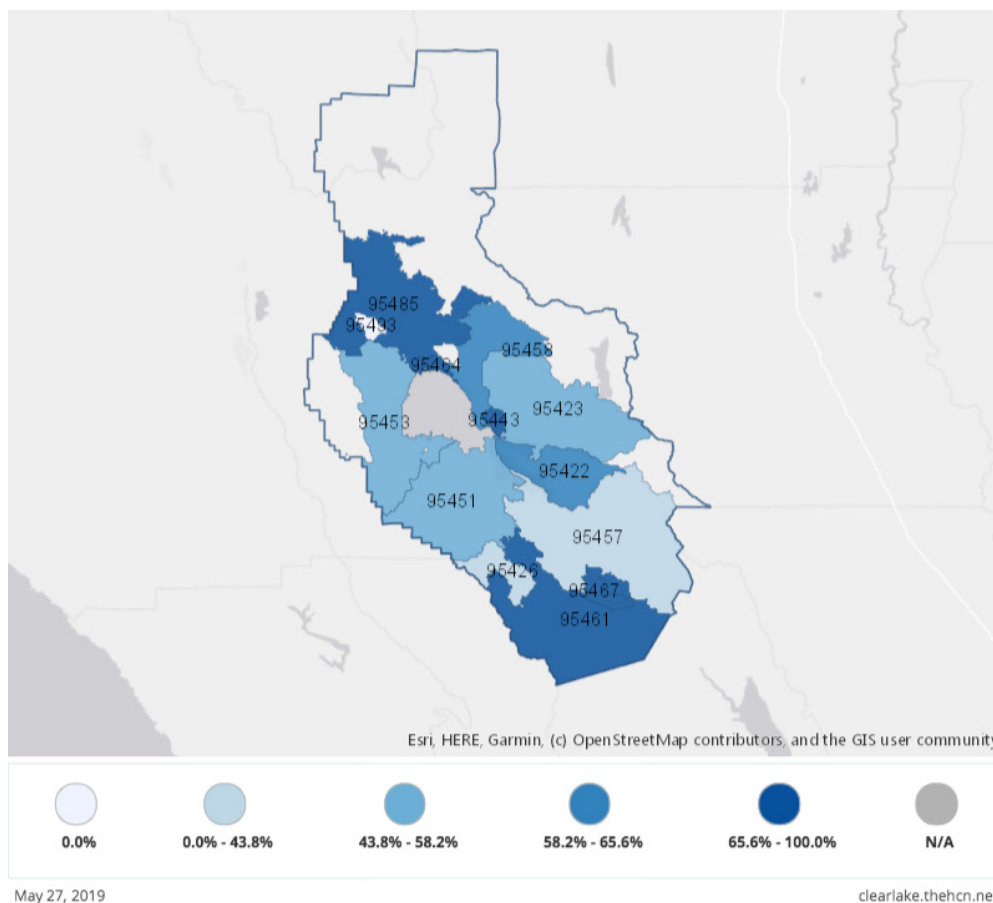 95485
95493
95458
95464
95423
95443
95453
95422
95451
95457
95426
95467
95461
Esri, HERE, Garmin, (c) OpenStreetMap contributors, and the GIS user community
0.0%
0.0% - 43.8%
43.8% - 58.2%
58.2% - 65.6%
65.6% - 100.0%
N/A
May 27, 2019
clearlake.thehcn.ne